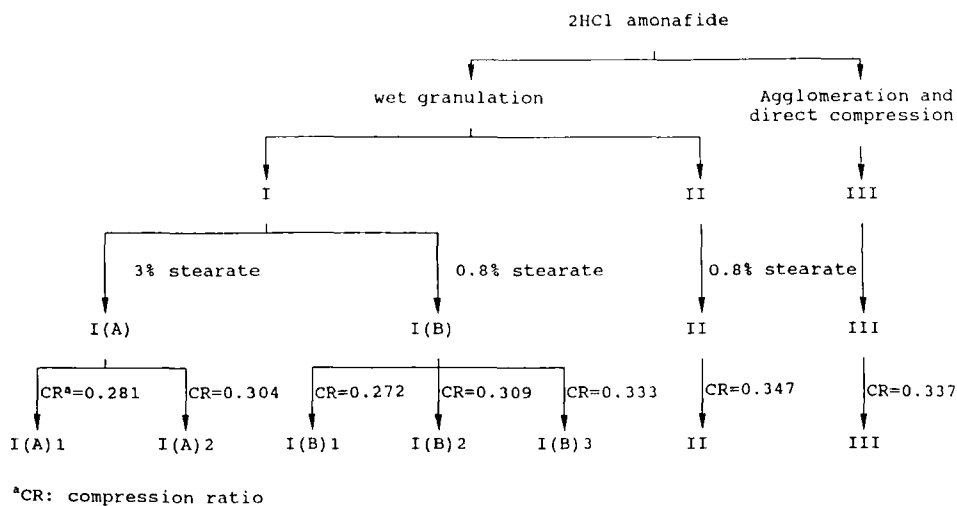 2HCl amonafide
wet granulation
Agglomeration and
direct compression
I II III
3% stearate 0.8% stearate 0.8% stearate
I(A) I(B) II III
CRª=0.281 CR=0.304 CR=0.272 CR=0.309 CR=0.333 CR=0.347 CR=0.337
I(A)1 I(A)2 I(B)1 I(B)2 I(B)3 II III
ªCR: compression ratio